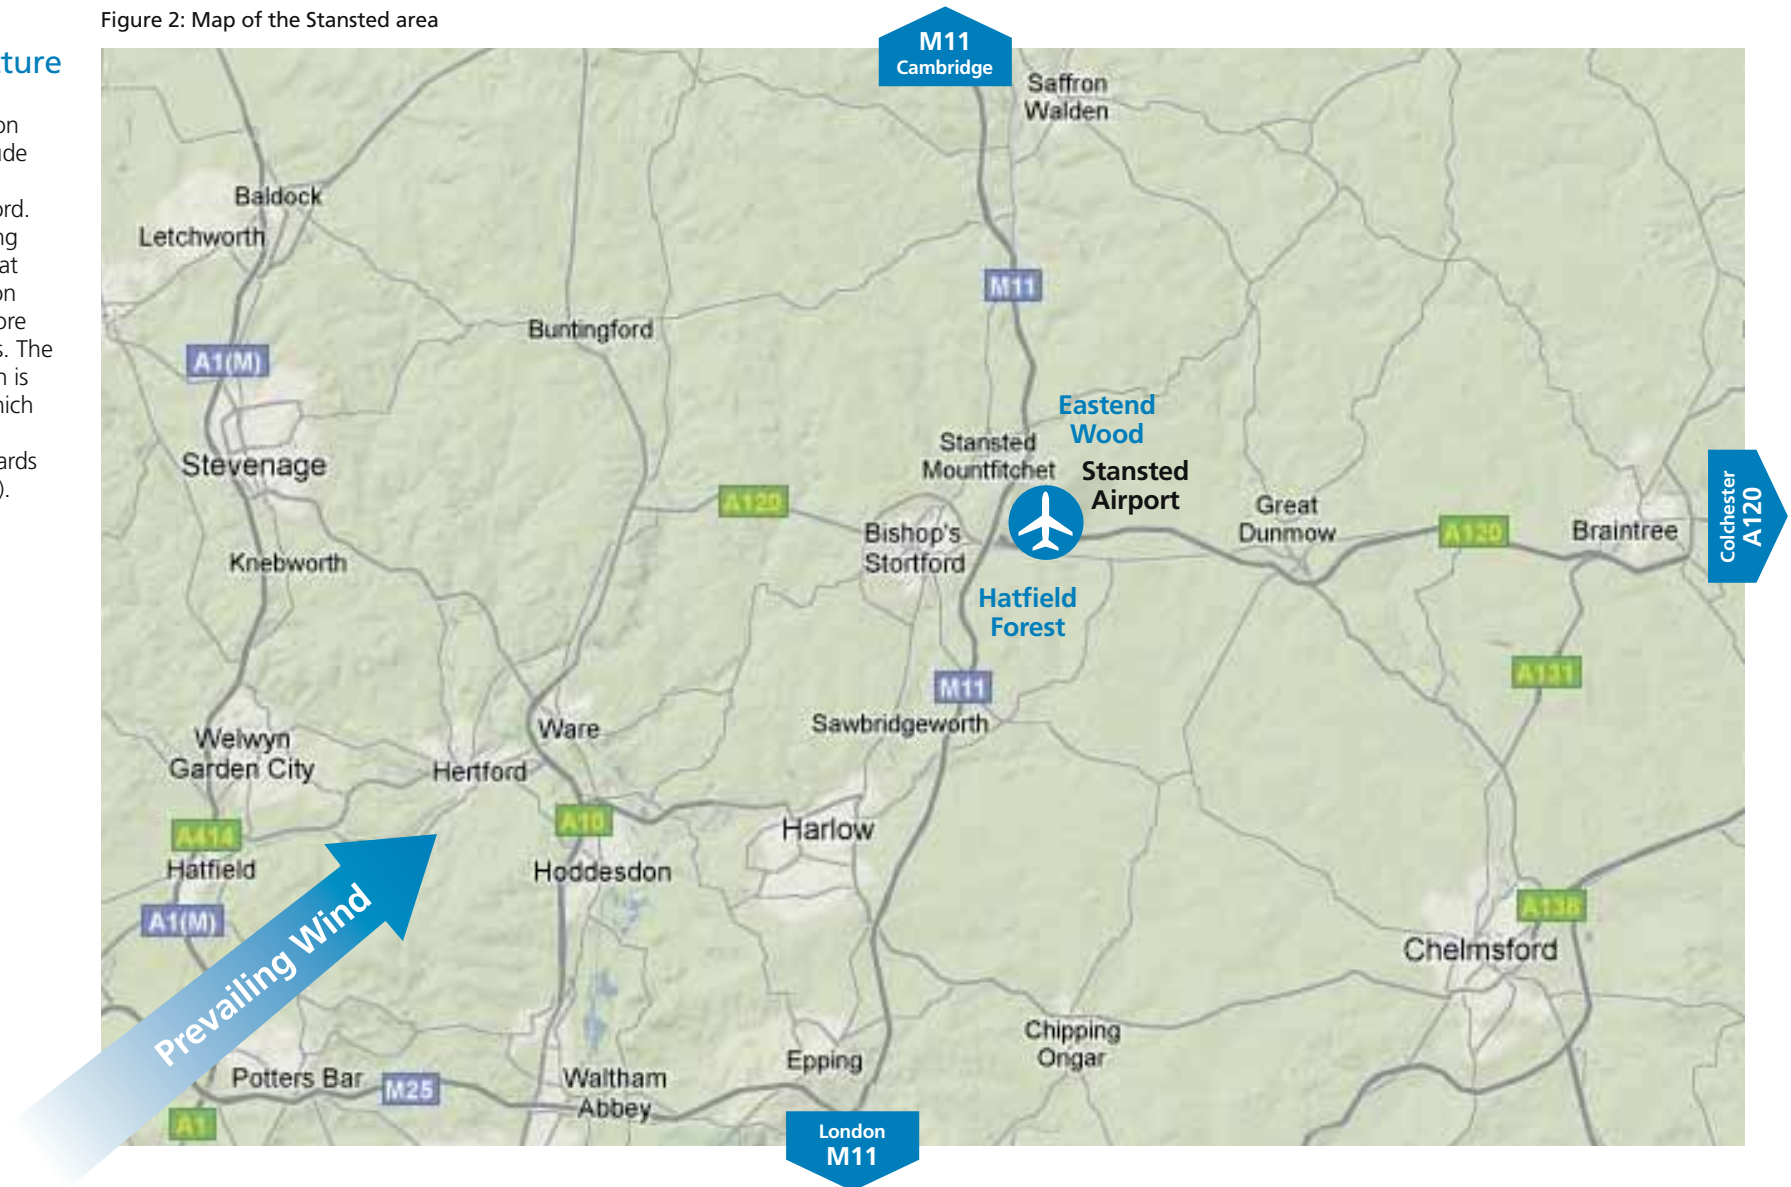 Figure 2: Map of the Stansted area
ture
on
ude
ord.
ng
at
on
ore
s. The
n is
hich
ards
).
M11
Cambridge
Saffron
Walden
Baldock
Letchworth
M11
Buntingford
A1(M)
Eastend
Wood
Stansted
Mountfitchet
Stansted
Airport
Stevenage
A120
Great
Dunmow
A120
Braintree
Colchester
A120
Bishop's
Stortford
Knebworth
Hatfield
Forest
A131
M11
Sawbridgeworth
Ware
Welwyn
Garden City
Hertford
A10
Harlow
A414
Hatfield
Hoddesdon
A1(M)
Prevailing Wind
A138
Chelmsford
Chipping
Ongar
Epping
Potters Bar
M25
Waltham
Abbey
A1
London
M11